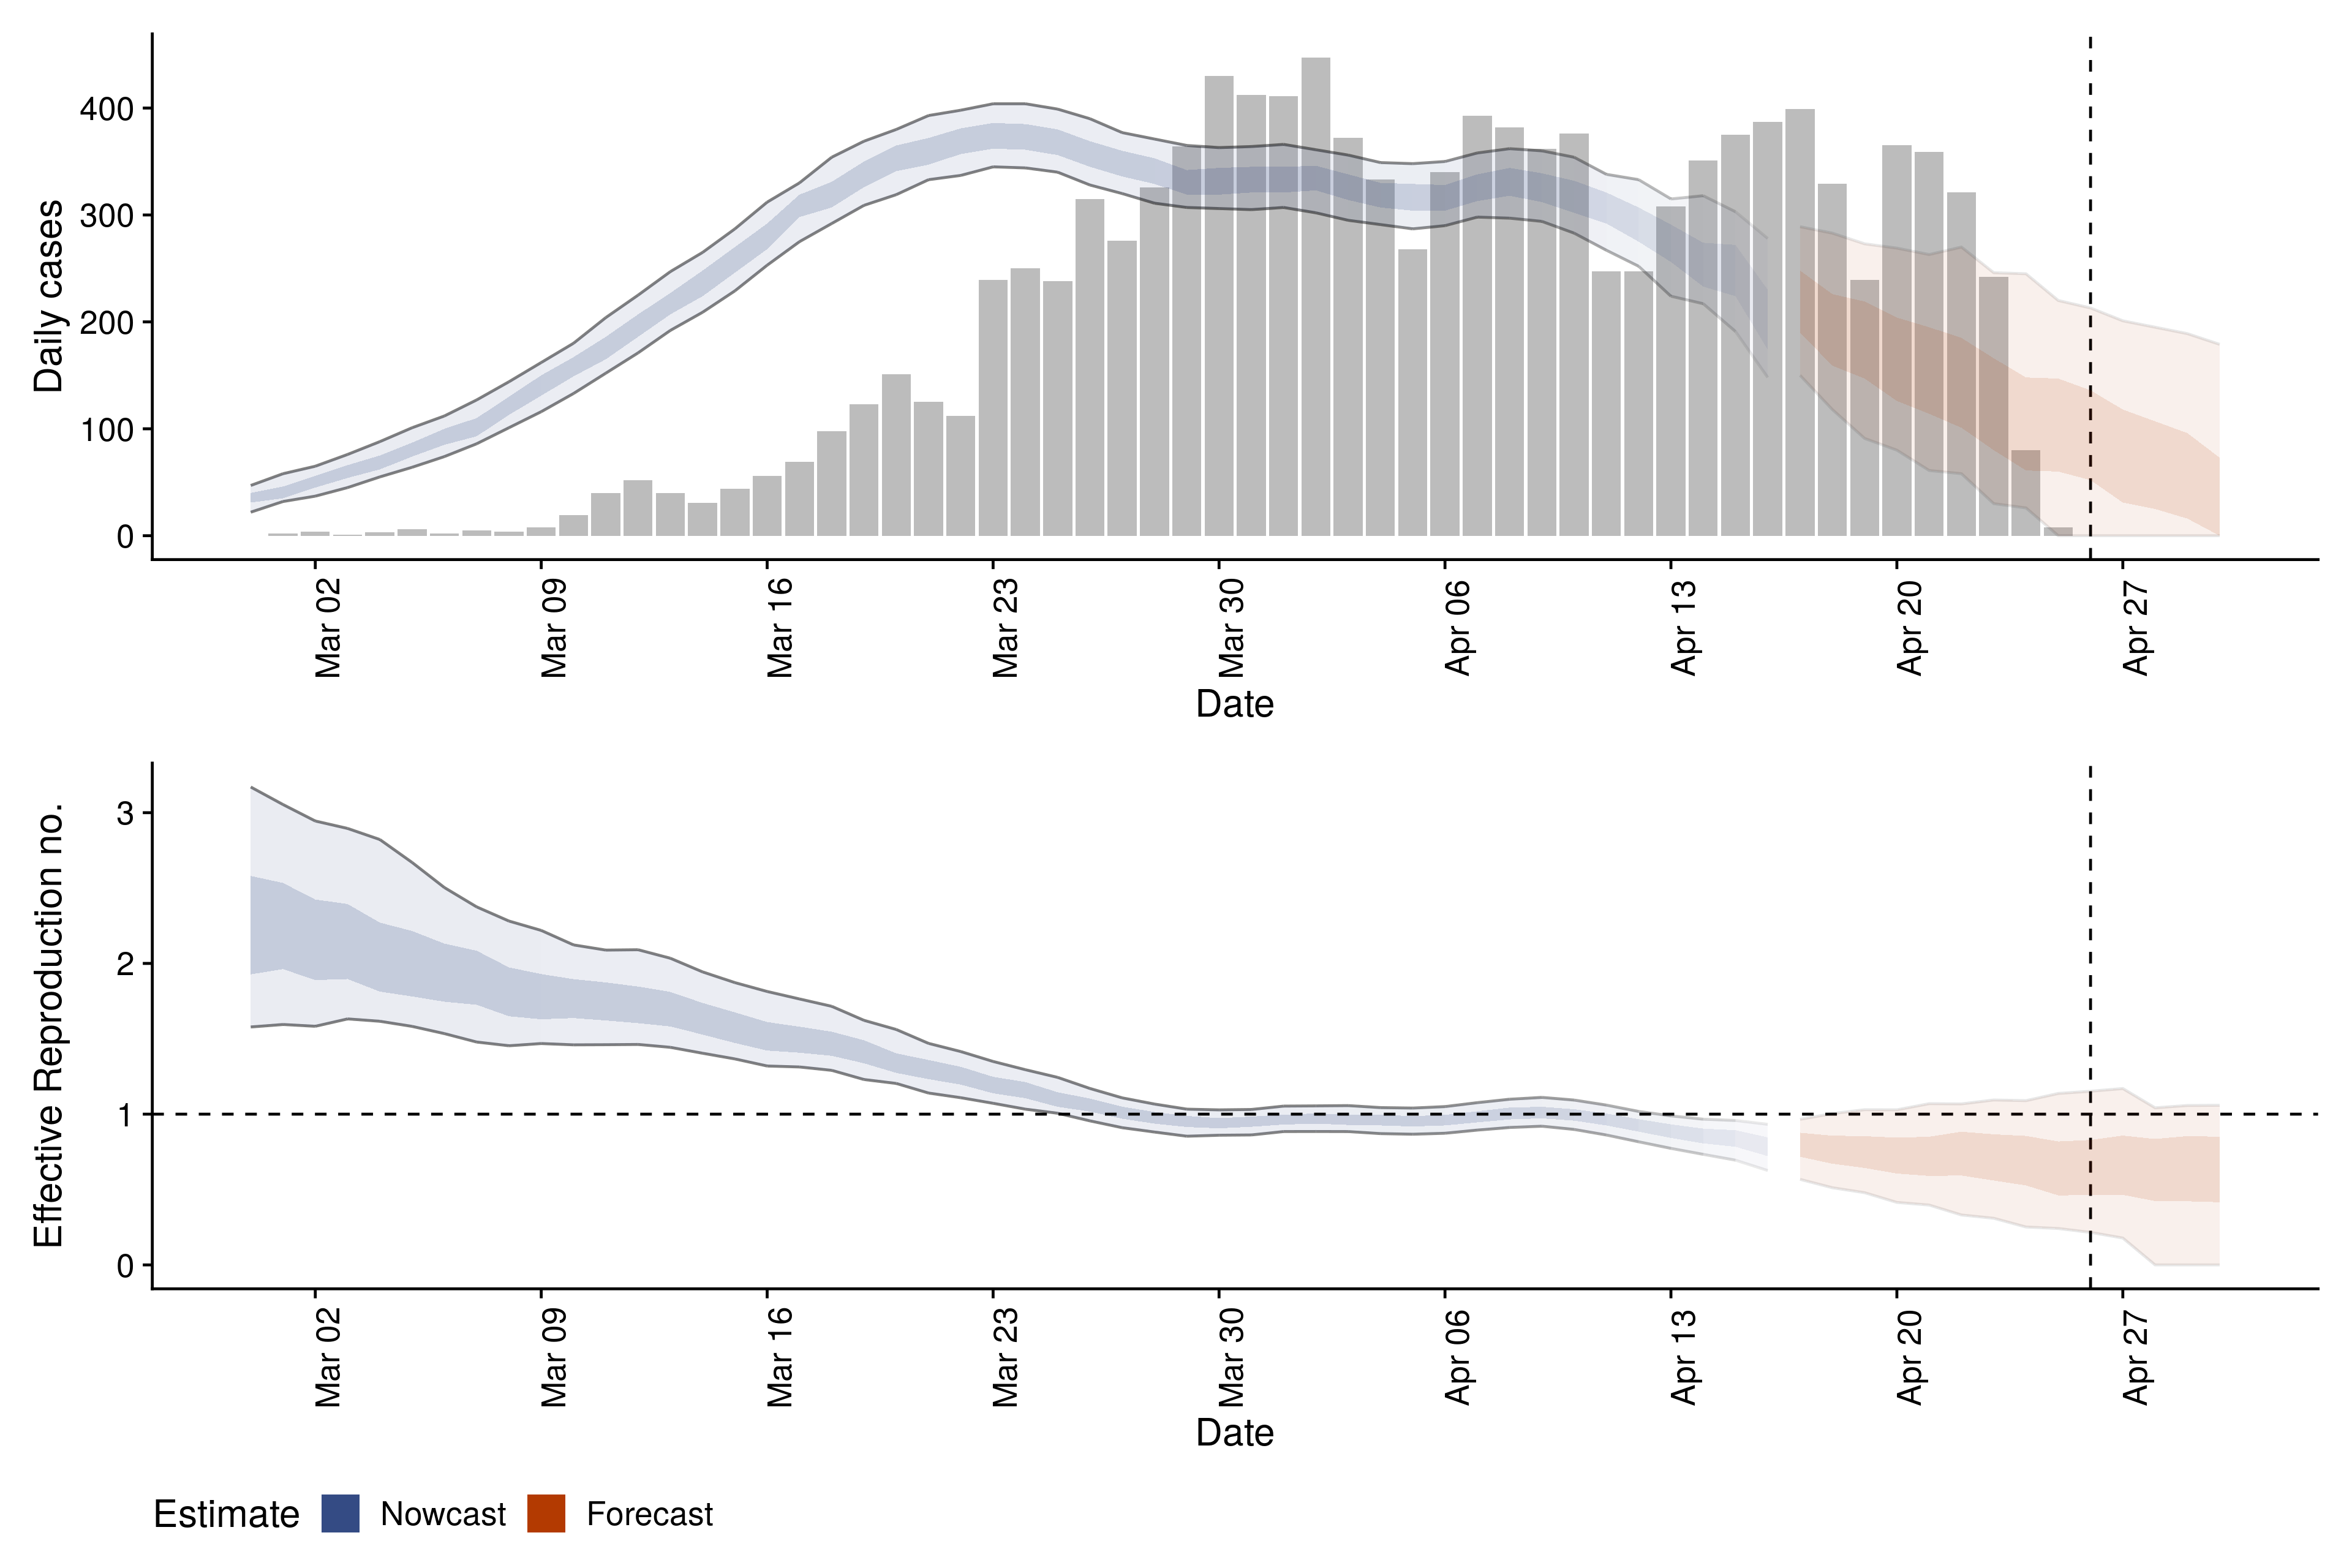 Daily cases
400
300
200
100
0
Mar 02
Mar 09
Mar 16
Mar 23
Mar 30
Apr 06
Apr 13
Apr 20
Apr 27
Date
Effective Reproduction no.
3
2
1
0
Mar 02
Mar 09
Mar 16
Mar 23
Mar 30
Apr 06
Apr 13
Apr 20
Apr 27
Date
Estimate Nowcast Forecast